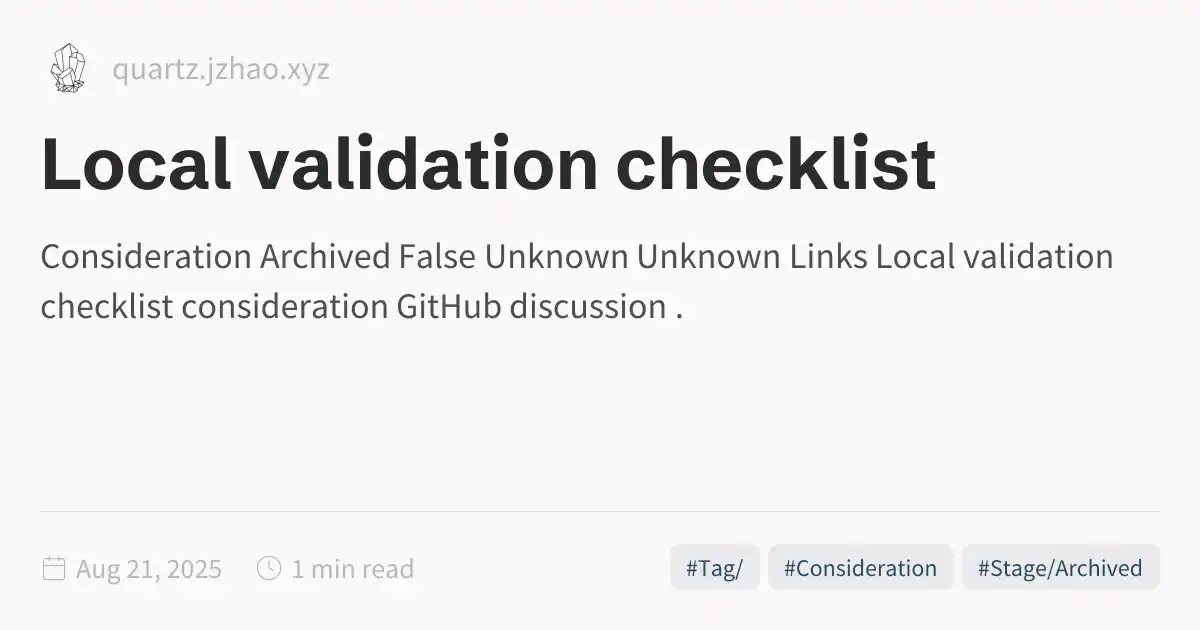 quartz.jzhao.xyz
Local validation checklist
Consideration Archived False Unknown Unknown Links Local validation
checklist consideration GitHub discussion .
Aug 21, 2025 1 min read #Tag/ #Consideration #Stage/Archived